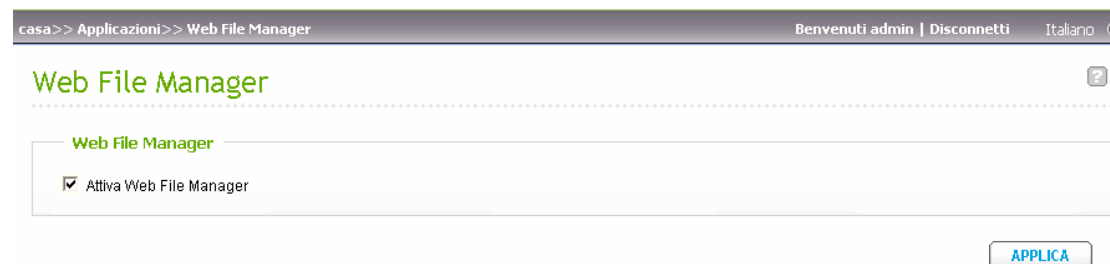 casa>> Applicazioni>> Web File Manager Benvenuti admin | Disconnetti Italiano
Web File Manager
?
Web File Manager
Attiva Web File Manager
APPLICA